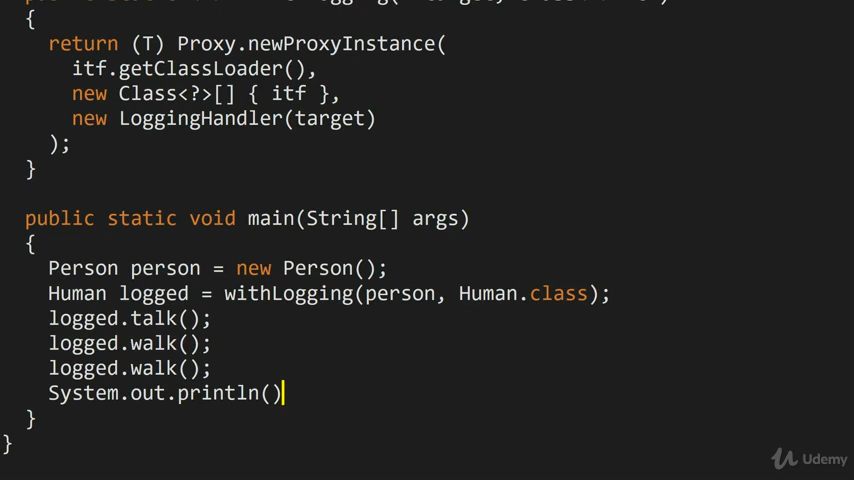 {
return (T) Proxy.newProxyInstance(
itf.getClassLoader(),
new Class<?>[] { itf },
new LoggingHandler(target)
);
}
public static void main(String[] args)
{
Person person = new Person();
Human logged = withLogging(person, Human.class);
logged.talk();
logged.walk();
logged.walk();
System.out.println()
}
}
Udemy